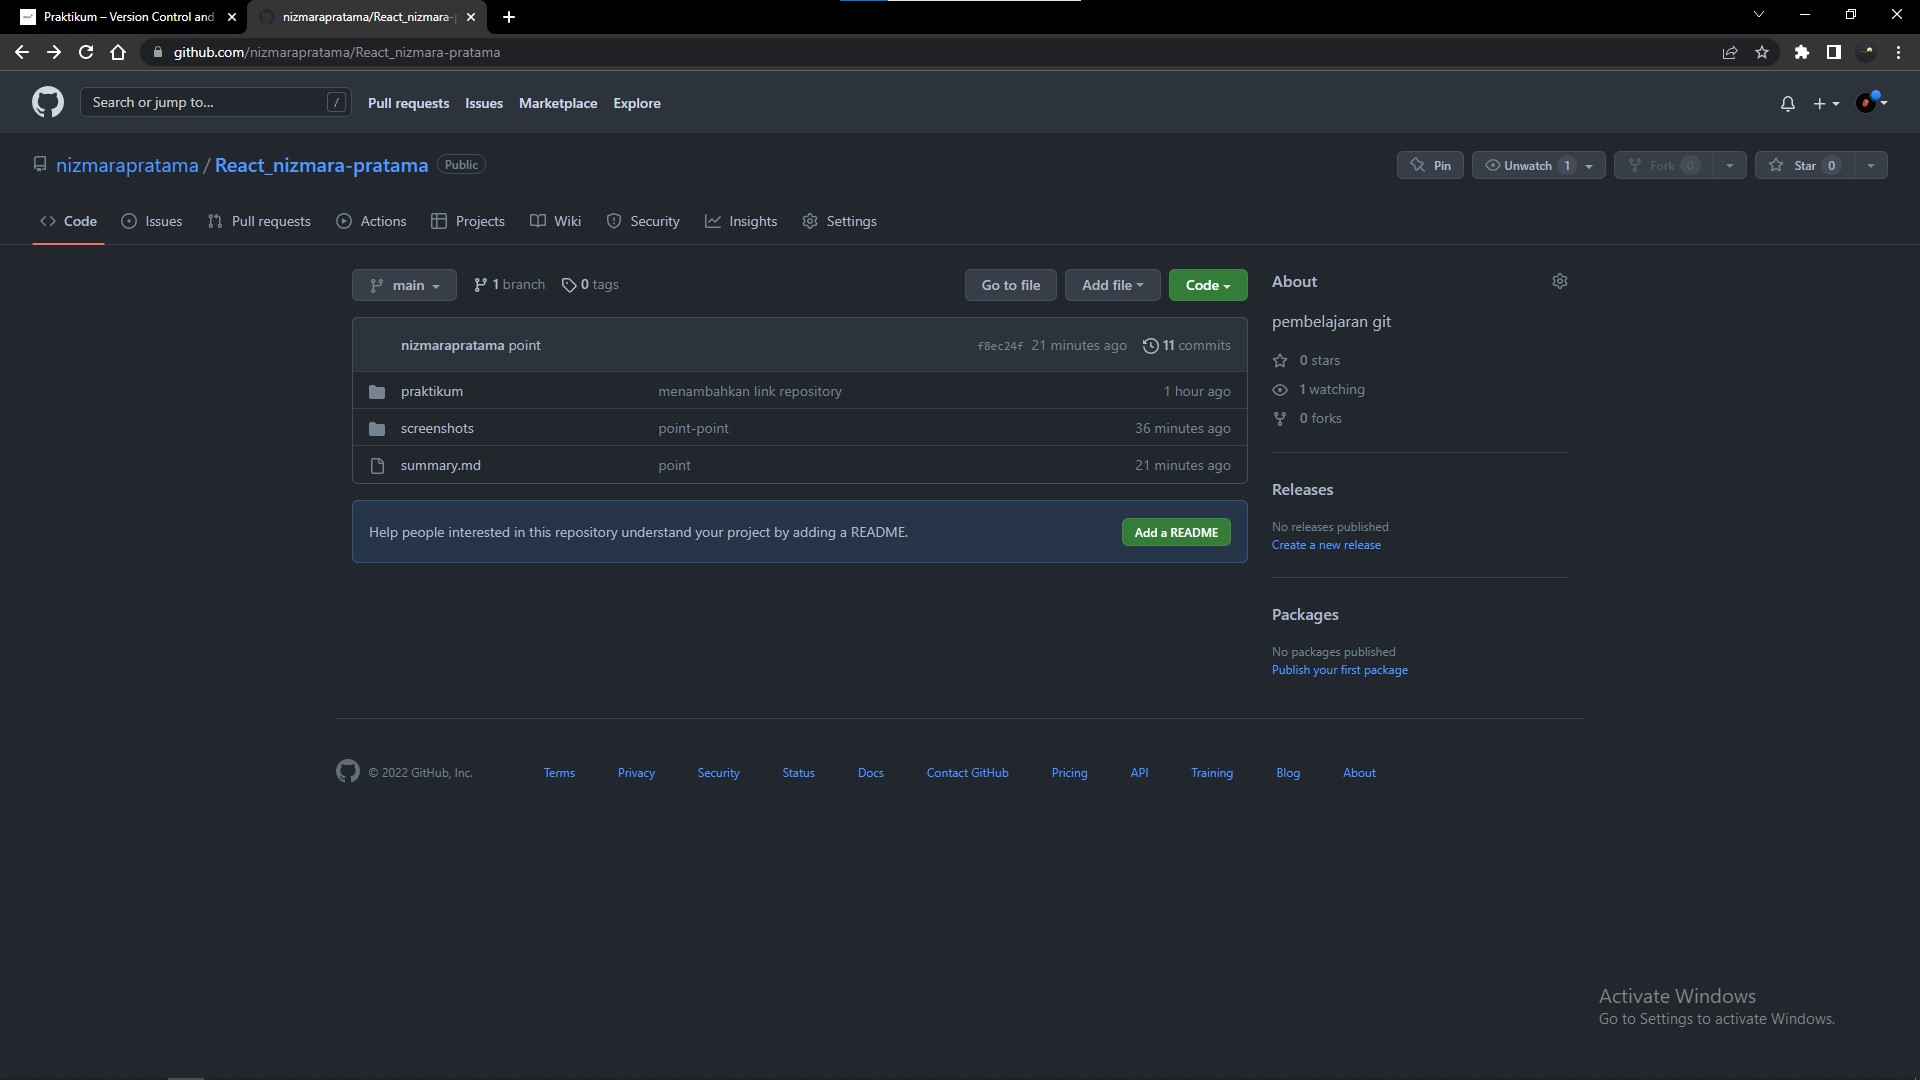 Praktikum – Version Control and
nizmarapratama/React_nizmara-p
github.com/nizmarapratama/React_nizmara-pratama
Search or jump to... /
Pull requests Issues Marketplace Explore
nizmarapratama / React_nizmara-pratama Public
Pin Unwatch 1 Fork 0 Star 0
Code Issues Pull requests Actions Projects Wiki Security Insights Settings
main 1 branch 0 tags Go to file Add file Code
nizmarapratama point f8ec24f 21 minutes ago 11 commits
praktikum menambahkan link repository 1 hour ago
screenshots point-point 36 minutes ago
summary.md point 21 minutes ago
Help people interested in this repository understand your project by adding a README. Add a README
About
pembelajaran git
0 stars
1 watching
0 forks
Releases
No releases published
Create a new release
Packages
No packages published
Publish your first package
© 2022 GitHub, Inc. Terms Privacy Security Status Docs Contact GitHub Pricing API Training Blog About
Activate Windows
Go to Settings to activate Windows.